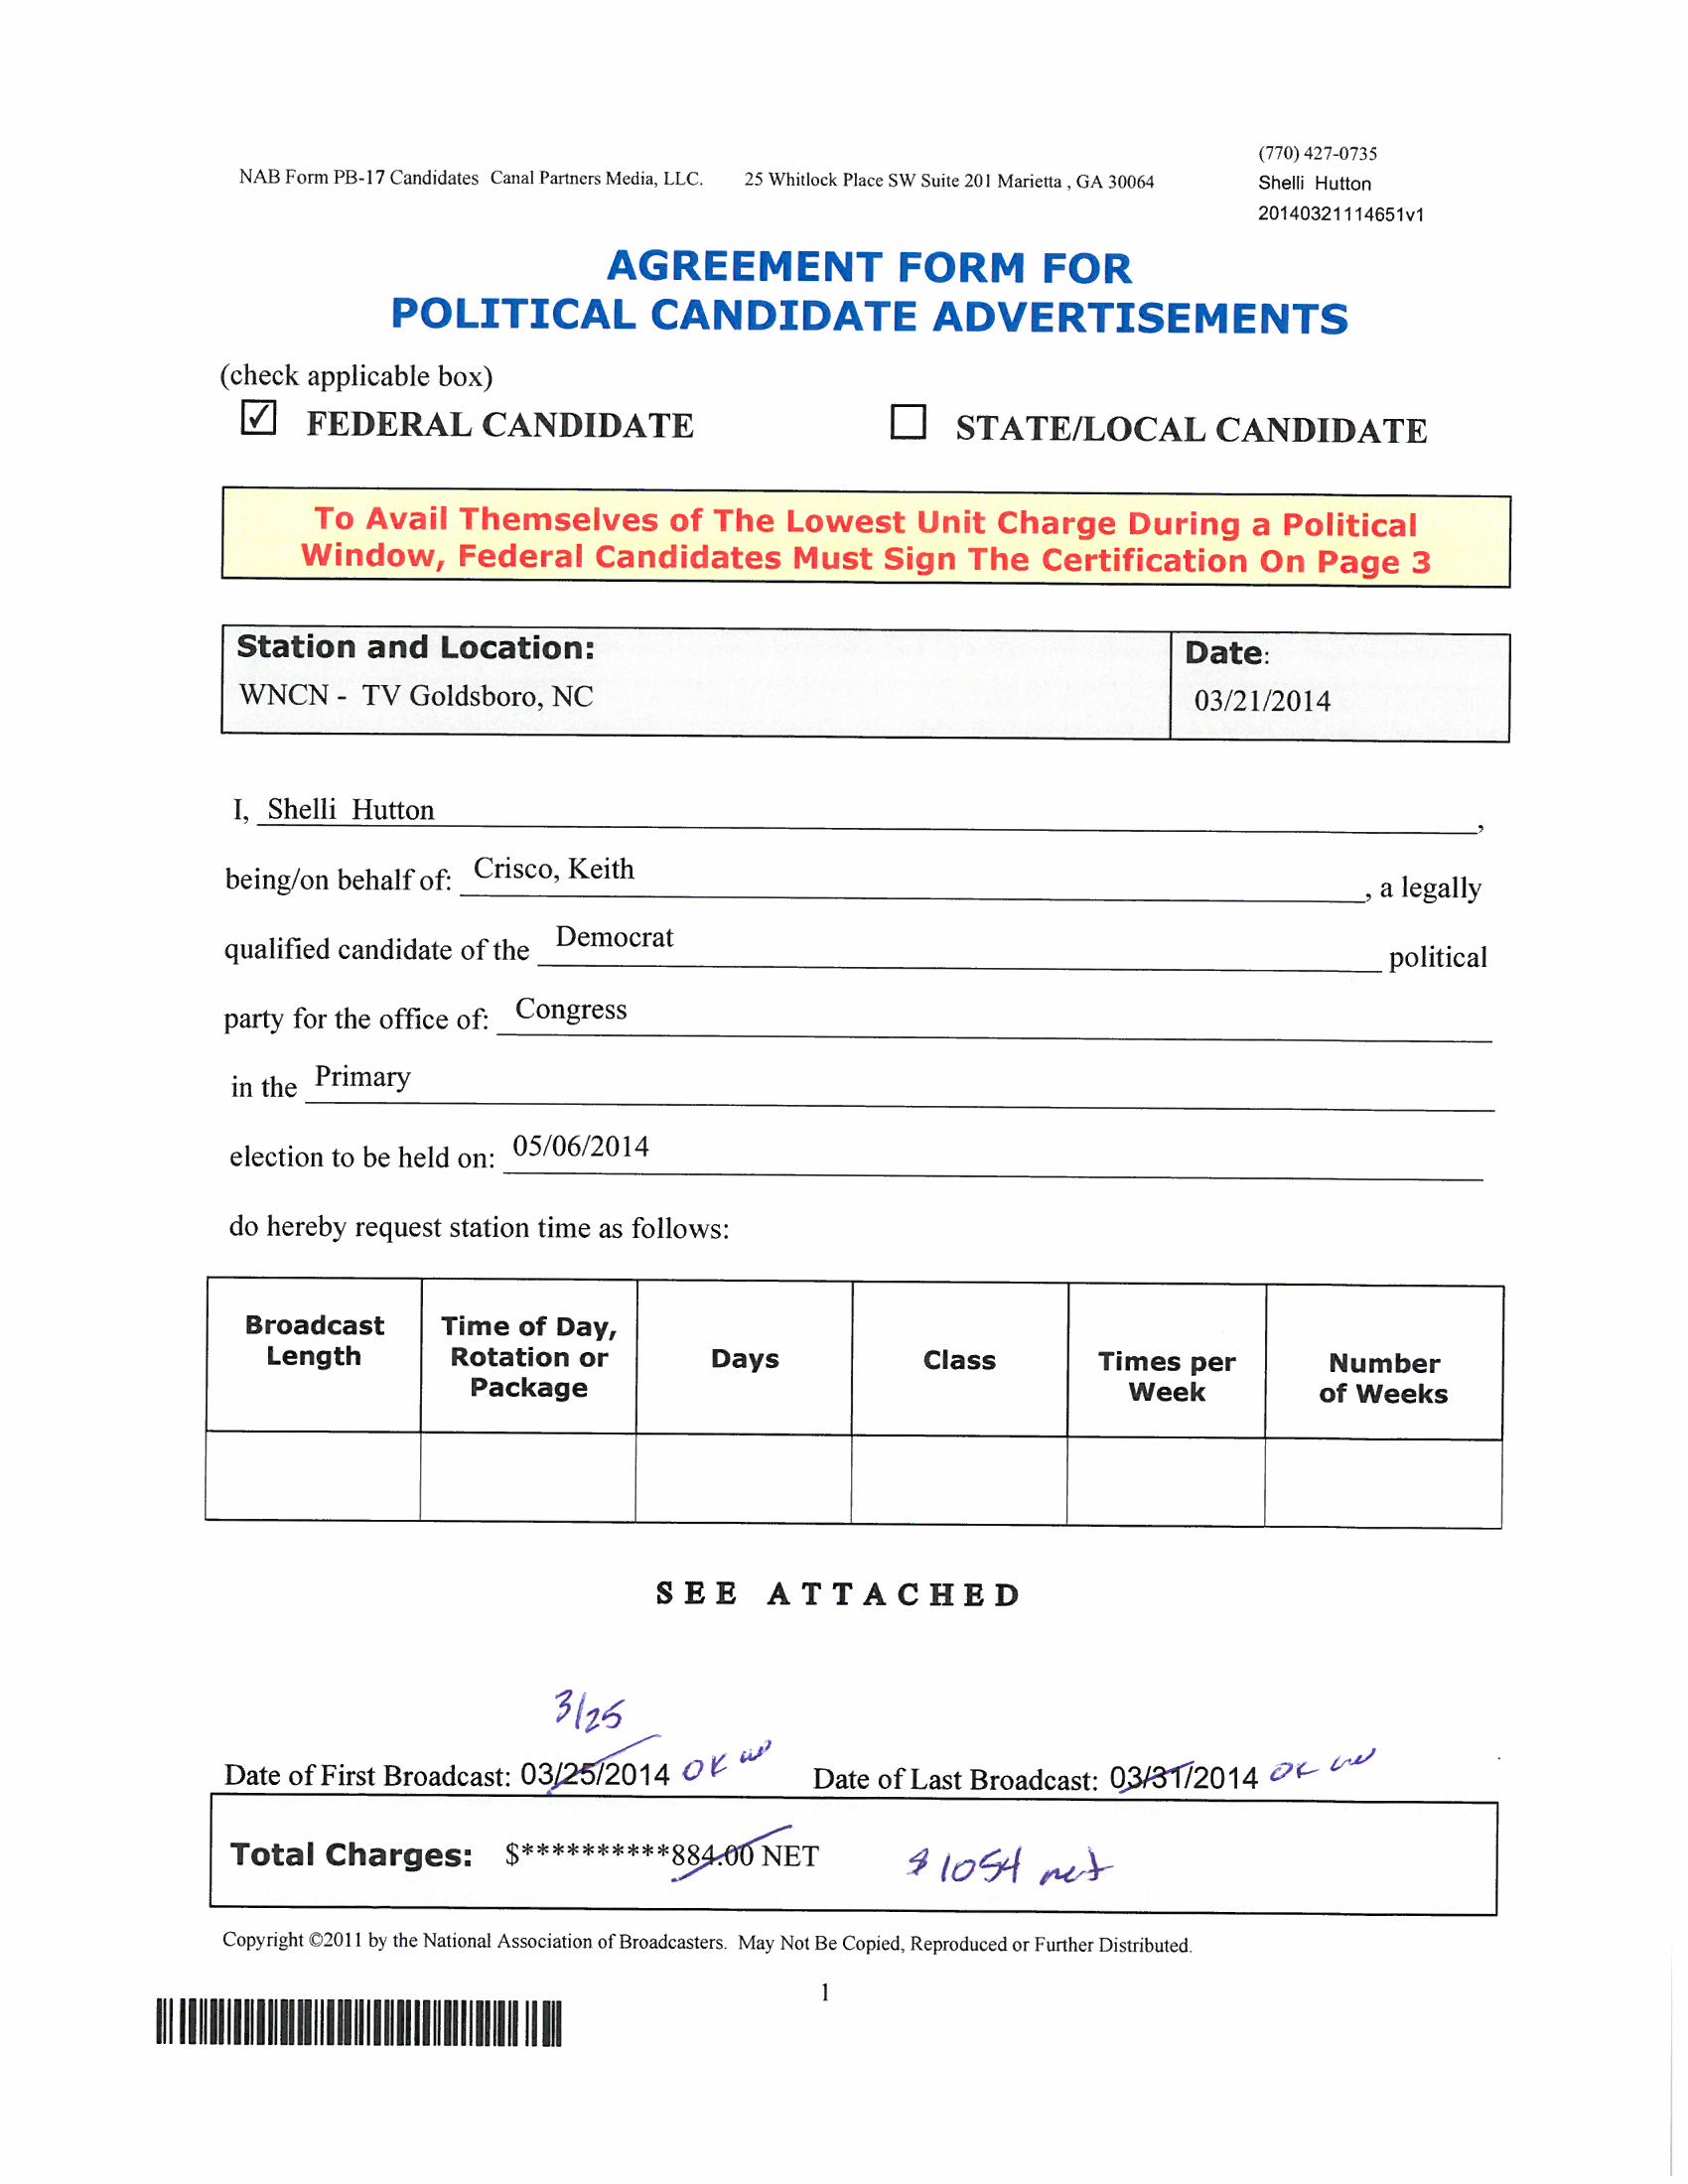 (770) 427-0735
NAB Form PB-17 Candidates Canal Partners Media, LLC. 25 Whitlock Place SW Suite 201 Marietta , GA 30064
Shelli Hutton
20140321114651v1
AGREEMENT FORM FOR
POLITICAL CANDIDATE ADVERTISEMENTS
(check applicable box)
☑ FEDERAL CANDIDATE ☐ STATE/LOCAL CANDIDATE
To Avail Themselves of The Lowest Unit Charge During a Political
Window, Federal Candidates Must Sign The Certification On Page 3
Station and Location: Date:
WNCN - TV Goldsboro, NC 03/21/2014
I, Shelli Hutton ,
being/on behalf of: Crisco, Keith , a legally
qualified candidate of the Democrat political
party for the office of: Congress
in the Primary
election to be held on: 05/06/2014
do hereby request station time as follows:
Broadcast Length Time of Day, Rotation or Package Days Class Times per Week Number of Weeks
SEE ATTACHED
3/25
Date of First Broadcast: 03/25/2014 OK Date of Last Broadcast: 03/31/2014 OK
Total Charges: $***********884.00 NET $1054 net
Copyright ©2011 by the National Association of Broadcasters. May Not Be Copied, Reproduced or Further Distributed.
1